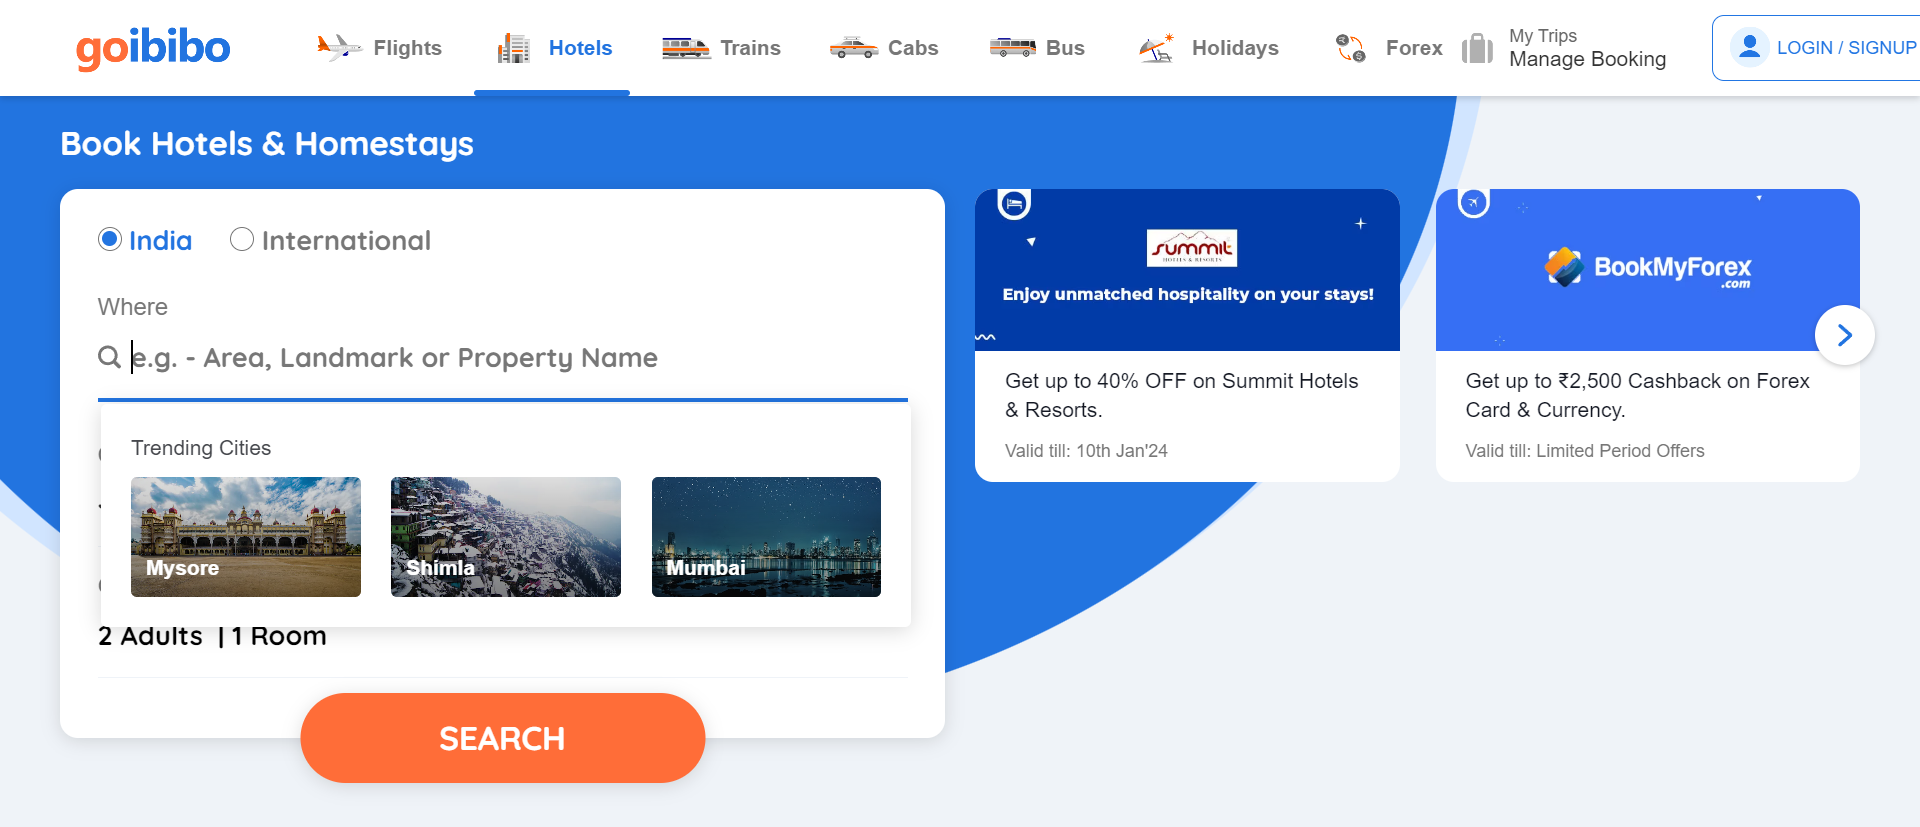 goibibo
Flights
Hotels
Trains
Cabs
Bus
Holidays
Forex
My Trips
Manage Booking
LOGIN / SIGNUP
Book Hotels & Homestays
India
International
Where
e.g. - Area, Landmark or Property Name
Trending Cities
Mysore
Shimla
Mumbai
2 Adults | 1 Room
SEARCH
summit
HOTELS & RESORTS
Enjoy unmatched hospitality on your stays!
Get up to 40% OFF on Summit Hotels
& Resorts.
Valid till: 10th Jan'24
BookMyForex
.com
Get up to ₹2,500 Cashback on Forex
Card & Currency.
Valid till: Limited Period Offers